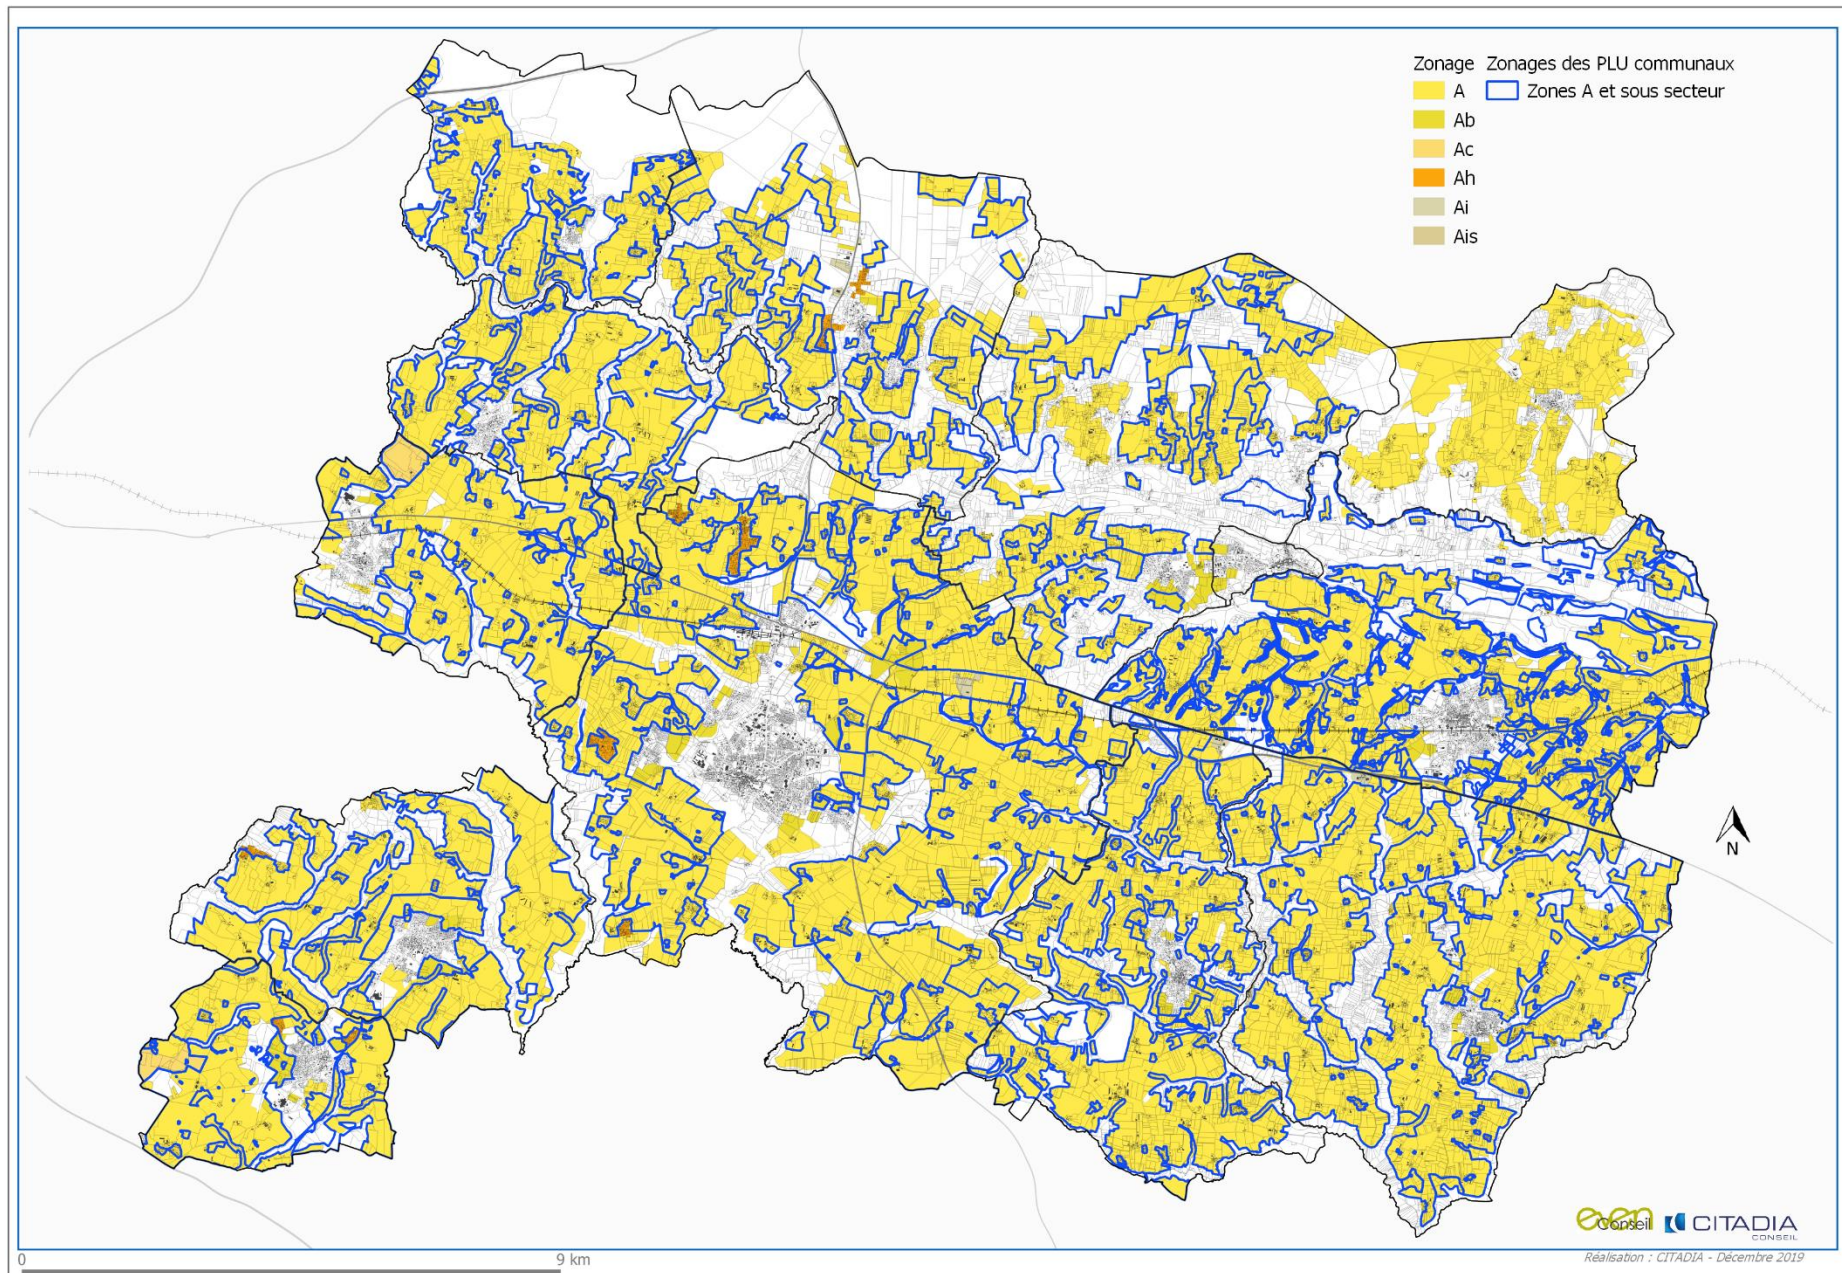 Zonage Zonages des PLU communaux
A Zones A et sous secteur
Ab
Ac
Ah
Ai
Ais
N
even Conseil CITADIA CONSEIL
0 9 km
Réalisation : CITADIA - Décembre 2019